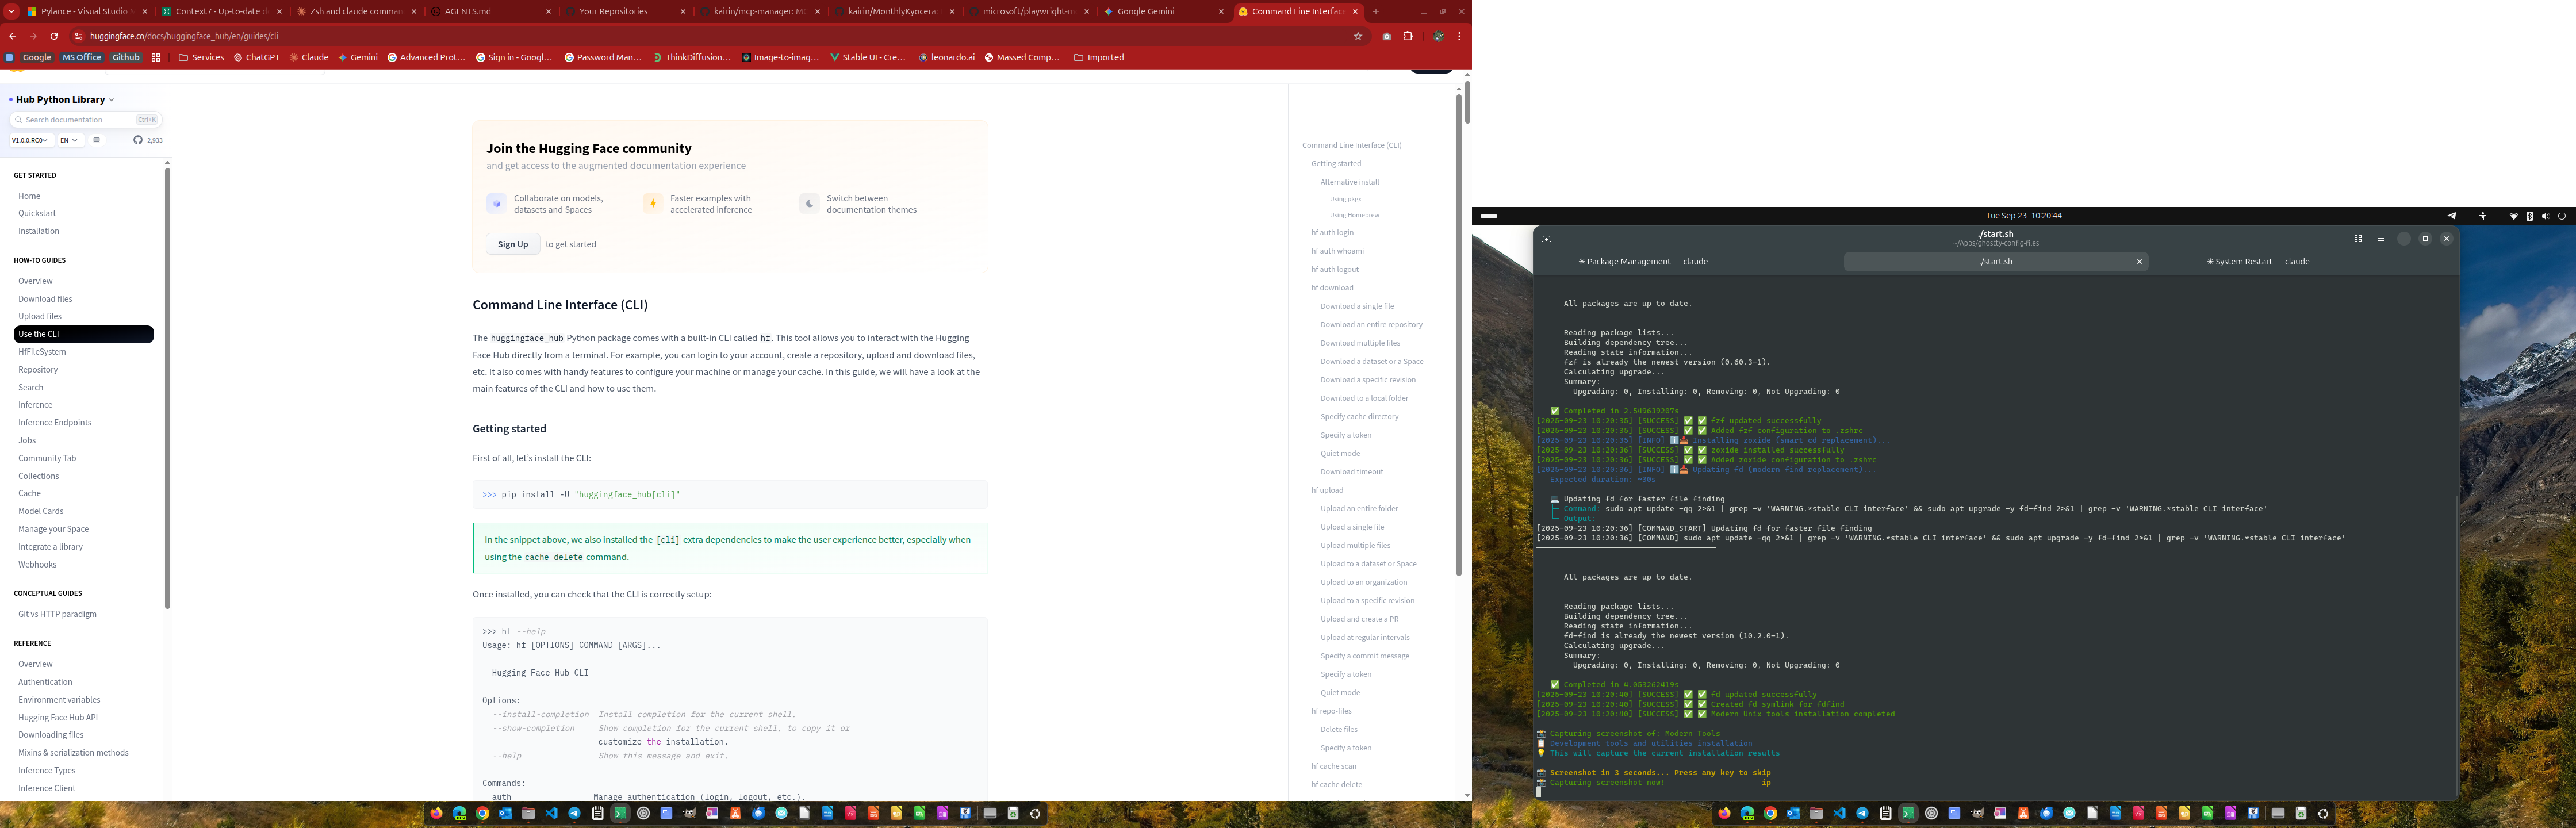 Pylance - Visual Studio M
Context7 - Up-to-date d
Zsh and claude comman
AGENTS.md
Your Repositories
kairin/mcp-manager: MC
kairin/MonthlyKyocera:
microsoft/playwright-m
Google Gemini
Command Line Interface
huggingface.co/docs/huggingface_hub/en/guides/cli
Google
MS Office
Github
Services
ChatGPT
Claude
Gemini
Advanced Prot...
Sign in - Googl...
Password Man...
ThinkDiffusion...
Image-to-imag...
Stable UI - Cre...
leonardo.ai
Massed Comp...
Imported
Hub Python Library
Search documentation
Ctrl+K
V1.0.0.RC0
EN
2,933
GET STARTED
Home
Quickstart
Installation
HOW-TO GUIDES
Overview
Download files
Upload files
Use the CLI
HfFileSystem
Repository
Search
Inference
Inference Endpoints
Jobs
Community Tab
Collections
Cache
Model Cards
Manage your Space
Integrate a library
Webhooks
CONCEPTUAL GUIDES
Git vs HTTP paradigm
REFERENCE
Overview
Authentication
Environment variables
Hugging Face Hub API
Downloading files
Mixins & serialization methods
Inference Types
Inference Client
Join the Hugging Face community
and get access to the augmented documentation experience
Collaborate on models, datasets and Spaces
Faster examples with accelerated inference
Switch between documentation themes
Sign Up to get started
Command Line Interface (CLI)
The huggingface_hub Python package comes with a built-in CLI called hf. This tool allows you to interact with the Hugging
Face Hub directly from a terminal. For example, you can login to your account, create a repository, upload and download files,
etc. It also comes with handy features to configure your machine or manage your cache. In this guide, we will have a look at the
main features of the CLI and how to use them.
Getting started
First of all, let's install the CLI:
>>> pip install -U "huggingface_hub[cli]"
In the snippet above, we also installed the [cli] extra dependencies to make the user experience better, especially when
using the cache delete command.
Once installed, you can check that the CLI is correctly setup:
>>> hf --help
Usage: hf [OPTIONS] COMMAND [ARGS]...
Hugging Face Hub CLI
Options:
--install-completion Install completion for the current shell.
--show-completion Show completion for the current shell, to copy it or
customize the installation.
--help Show this message and exit.
Commands:
auth Manage authentication (login, logout, etc.).
Command Line Interface (CLI)
Getting started
Alternative install
Using pkgx
Using Homebrew
hf auth login
hf auth whoami
hf auth logout
hf download
Download a single file
Download an entire repository
Download multiple files
Download a dataset or a Space
Download a specific revision
Download to a local folder
Specify cache directory
Specify a token
Quiet mode
Download timeout
hf upload
Upload an entire folder
Upload a single file
Upload multiple files
Upload to a dataset or Space
Upload to an organization
Upload to a specific revision
Upload and create a PR
Upload at regular intervals
Specify a commit message
Specify a token
Quiet mode
hf repo-files
Delete files
Specify a token
hf cache scan
hf cache delete
Tue Sep 23 10:20:44
./start.sh
~/Apps/ghostty-config-files
✳ Package Management — claude
./start.sh
✳ System Restart — claude
All packages are up to date.
Reading package lists...
Building dependency tree...
Reading state information...
fzf is already the newest version (0.60.3-1).
Calculating upgrade...
Summary:
Upgrading: 0, Installing: 0, Removing: 0, Not Upgrading: 0
✅ Completed in 2.549639207s
[2025-09-23 10:20:35] [SUCCESS] ✅ ✅ fzf updated successfully
[2025-09-23 10:20:35] [SUCCESS] ✅ ✅ Added fzf configuration to .zshrc
[2025-09-23 10:20:35] [INFO] ℹ️📥 Installing zoxide (smart cd replacement)...
[2025-09-23 10:20:36] [SUCCESS] ✅ ✅ zoxide installed successfully
[2025-09-23 10:20:36] [SUCCESS] ✅ ✅ Added zoxide configuration to .zshrc
[2025-09-23 10:20:36] [INFO] ℹ️📥 Updating fd (modern find replacement)...
Expected duration: ~30s
💻 Updating fd for faster file finding
├─ Command: sudo apt update -qq 2>&1 | grep -v 'WARNING.*stable CLI interface' && sudo apt upgrade -y fd-find 2>&1 | grep -v 'WARNING.*stable CLI interface'
└─ Output:
[2025-09-23 10:20:36] [COMMAND_START] Updating fd for faster file finding
[2025-09-23 10:20:36] [COMMAND] sudo apt update -qq 2>&1 | grep -v 'WARNING.*stable CLI interface' && sudo apt upgrade -y fd-find 2>&1 | grep -v 'WARNING.*stable CLI interface'
All packages are up to date.
Reading package lists...
Building dependency tree...
Reading state information...
fd-find is already the newest version (10.2.0-1).
Calculating upgrade...
Summary:
Upgrading: 0, Installing: 0, Removing: 0, Not Upgrading: 0
✅ Completed in 4.053262419s
[2025-09-23 10:20:40] [SUCCESS] ✅ ✅ fd updated successfully
[2025-09-23 10:20:40] [SUCCESS] ✅ ✅ Created fd symlink for fdfind
[2025-09-23 10:20:40] [SUCCESS] ✅ ✅ Modern Unix tools installation completed
📸 Capturing screenshot of: Modern Tools
📋 Development tools and utilities installation
💡 This will capture the current installation results
📸 Screenshot in 3 seconds... Press any key to skip
📸 Capturing screenshot now! ip